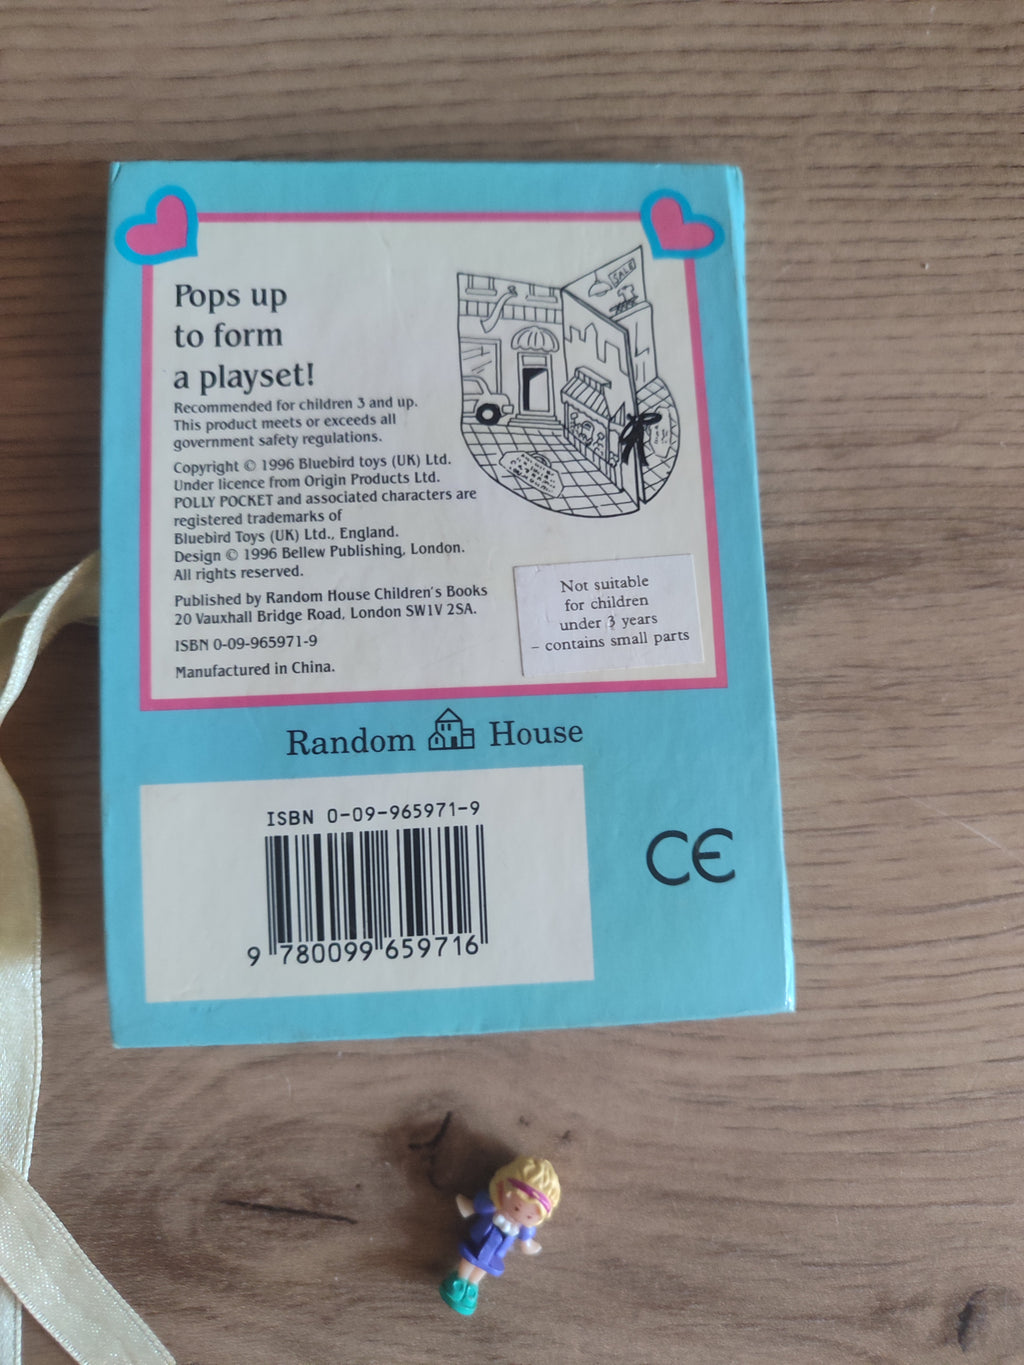 Pops up
to form
a playset!
Recommended for children 3 and up.
This product meets or exceeds all
government safety regulations.
Copyright © 1996 Bluebird toys (UK) Ltd.
Under licence from Origin Products Ltd.
POLLY POCKET and associated characters are
registered trademarks of
Bluebird Toys (UK) Ltd., England.
Design © 1996 Bellew Publishing, London.
All rights reserved.
Published by Random House Children's Books
20 Vauxhall Bridge Road, London SW1V 2SA.
ISBN 0-09-965971-9
Manufactured in China.
SALE
Not suitable
for children
under 3 years
– contains small parts
Random House
ISBN 0-09-965971-9
9 780099 659716
CE